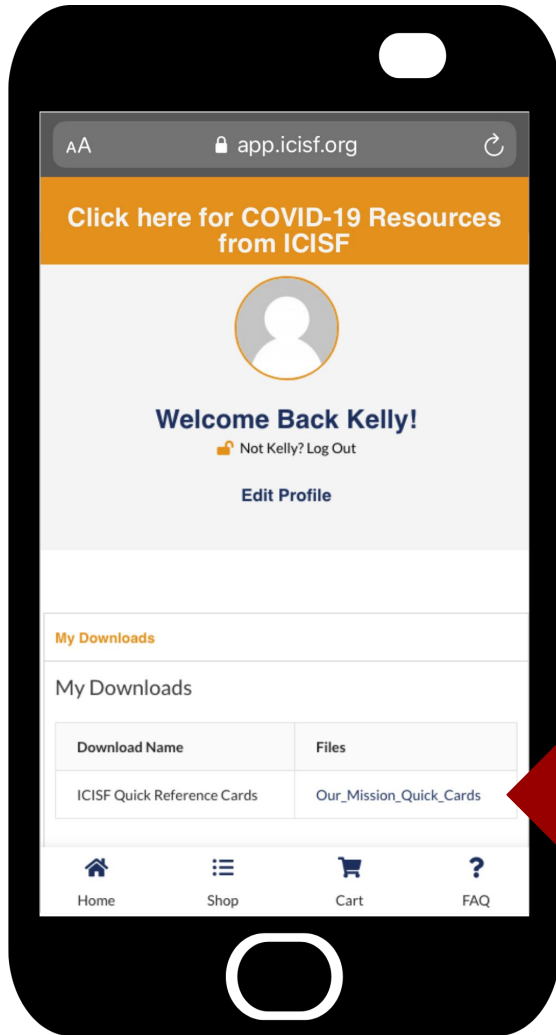 AA app.icisf.org
Click here for COVID-19 Resources
from ICISF
Welcome Back Kelly!
Not Kelly? Log Out
Edit Profile
My Downloads
My Downloads
Download Name Files
ICISF Quick Reference Cards Our_Mission_Quick_Cards
Home Shop Cart FAQ